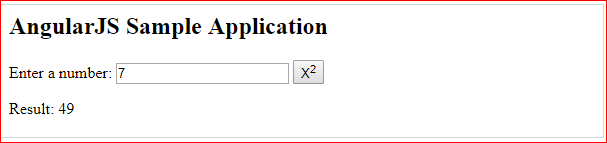 AngularJS Sample Application
Enter a number: 7 X²
Result: 49